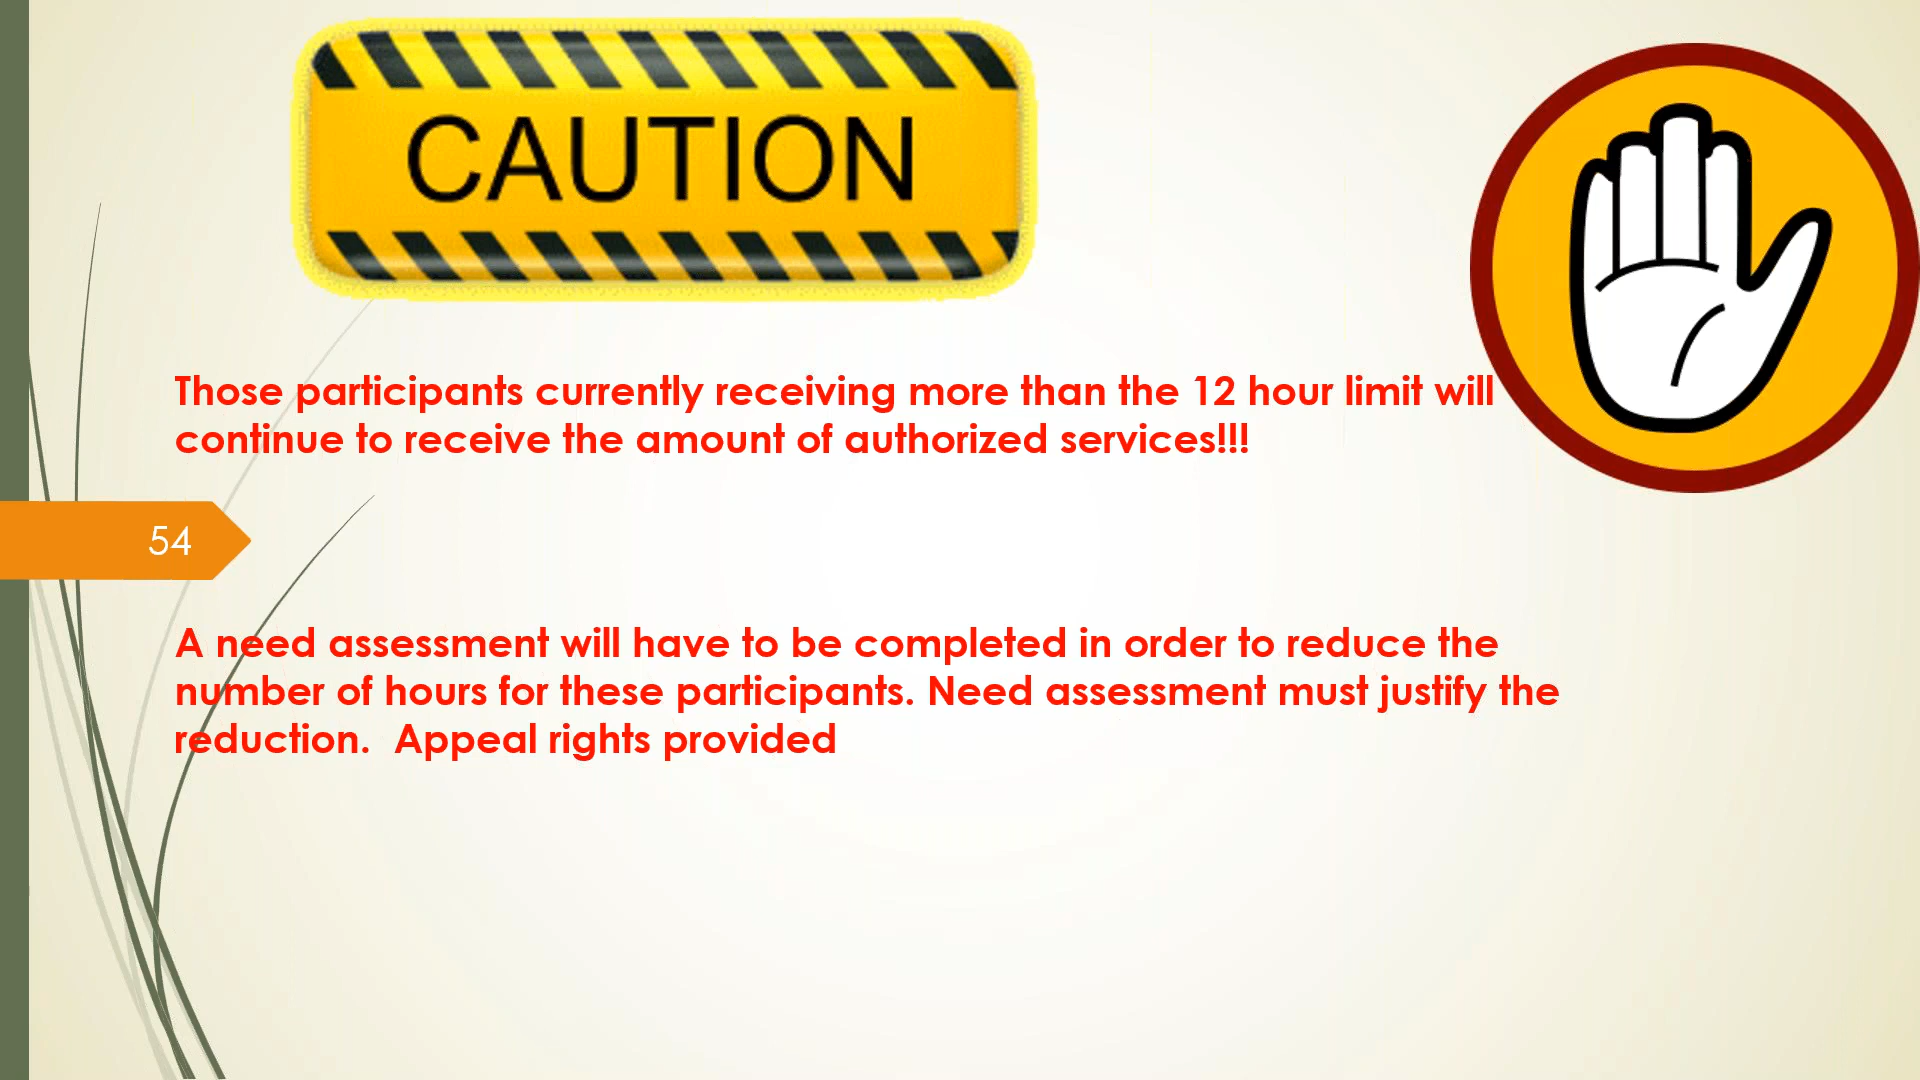 CAUTION
Those participants currently receiving more than the 12 hour limit will
continue to receive the amount of authorized services!!!
54
A need assessment will have to be completed in order to reduce the
number of hours for these participants. Need assessment must justify the
reduction.  Appeal rights provided